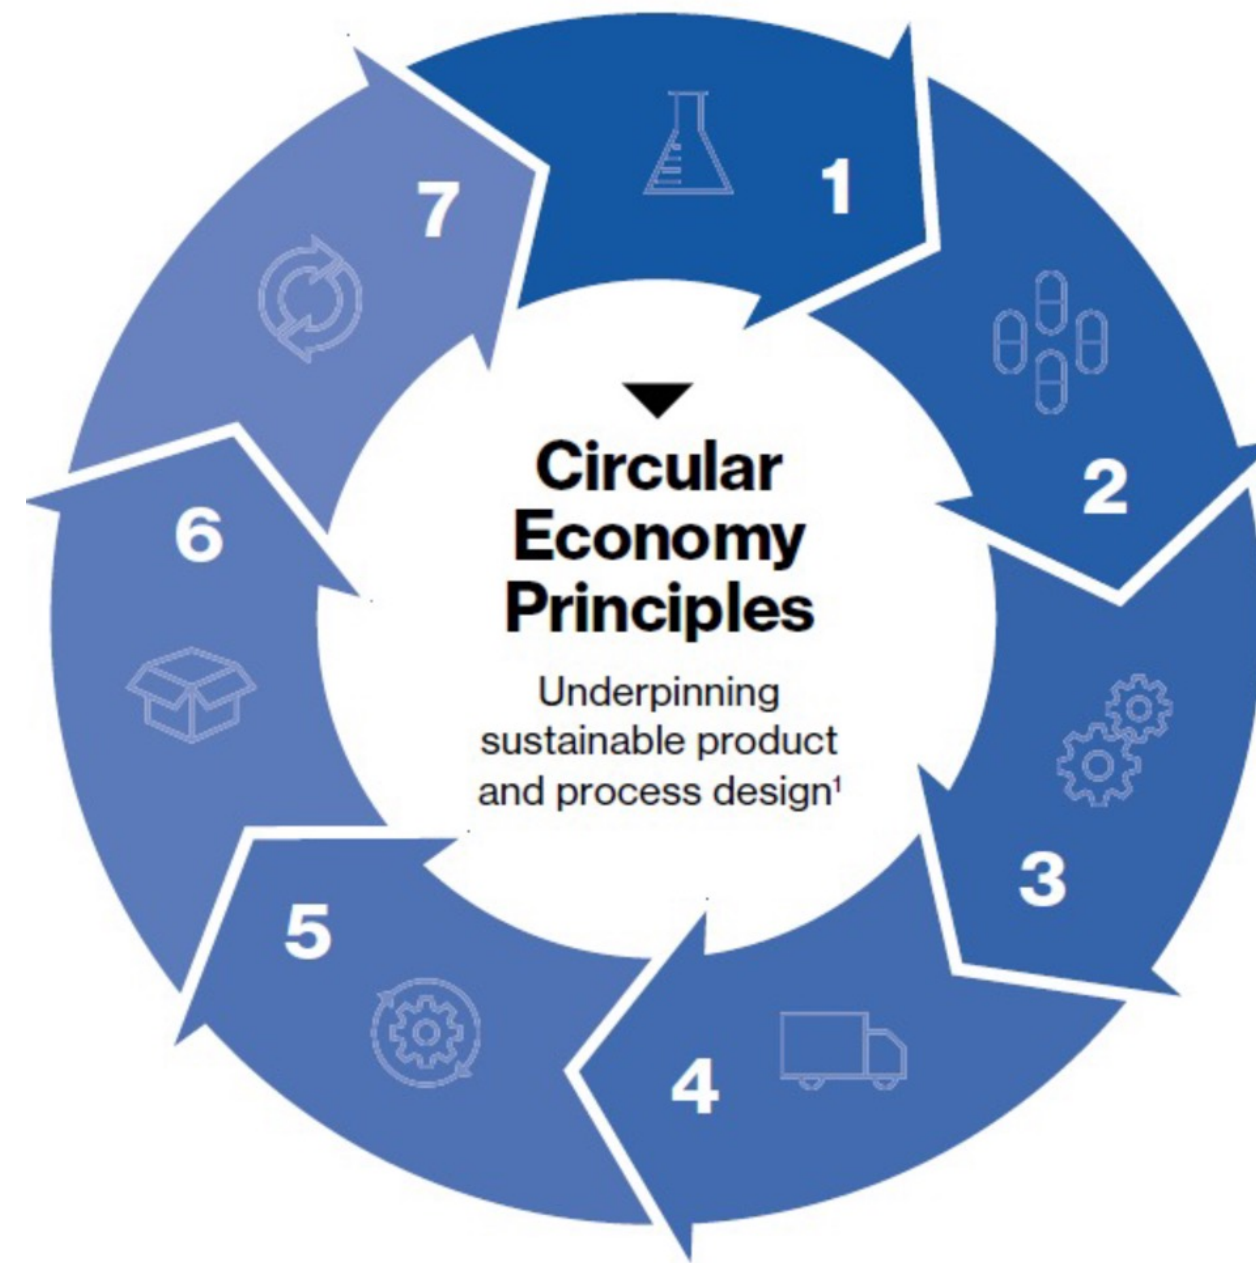 1
2
3
4
5
6
7
Circular
Economy
Principles
Underpinning
sustainable product
and process design¹